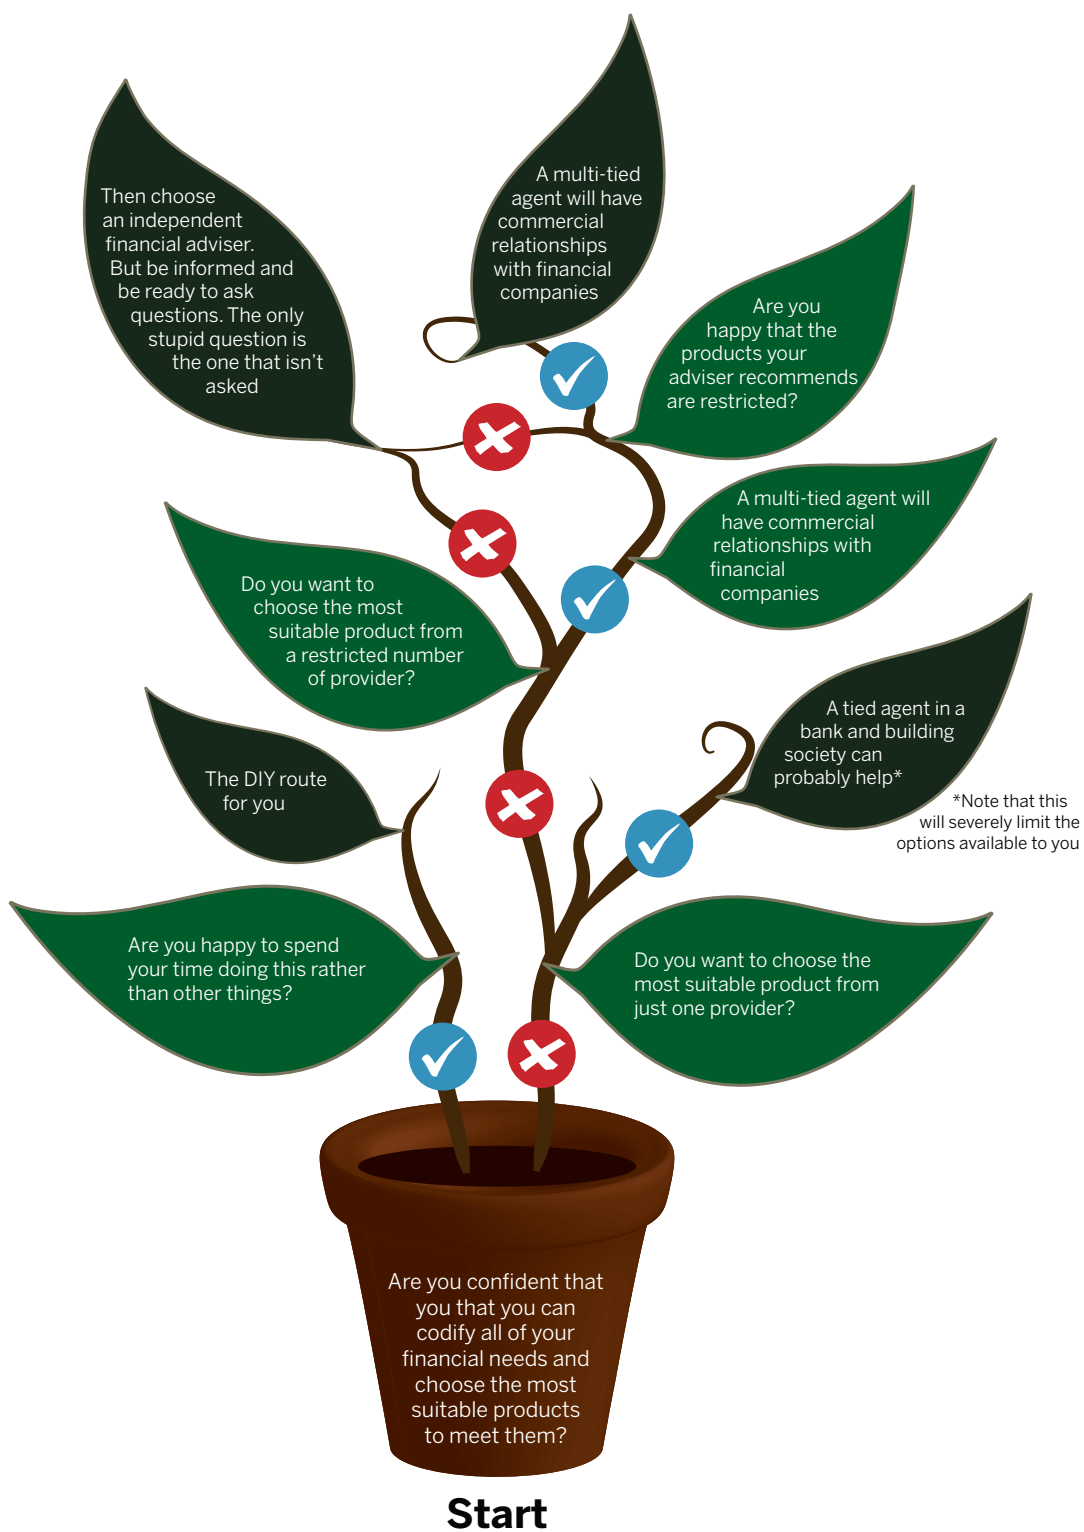 A multi-tied
agent will have
commercial
relationships
with financial
companies
Then choose
an independent
financial adviser.
But be informed and
be ready to ask
questions. The only
stupid question is
the one that isn't
asked
Are you
happy that the
products your
adviser recommends
are restricted?
A multi-tied agent will
have commercial
relationships with
financial
companies
Do you want to
choose the most
suitable product from
a restricted number
of provider?
A tied agent in a
bank and building
society can
probably help*
*Note that this
will severely limit the
options available to you
The DIY route
for you
Are you happy to spend
your time doing this rather
than other things?
Do you want to choose the
most suitable product from
just one provider?
Are you confident that
you that you can
codify all of your
financial needs and
choose the most
suitable products
to meet them?
Start